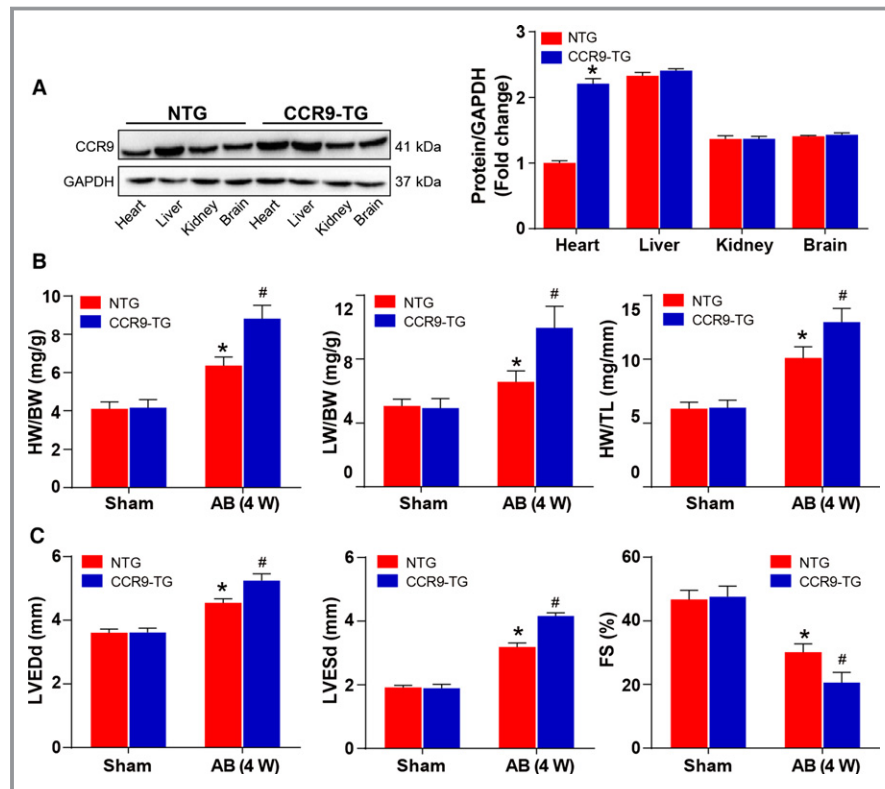 A
NTG CCR9-TG
CCR9 41 kDa
GAPDH 37 kDa
Heart Liver Kidney Brain Heart Liver Kidney Brain
NTG
CCR9-TG
Protein/GAPDH
(Fold change)
3
2
1
0
*
Heart Liver Kidney Brain
B
HW/BW (mg/g)
10
8
6
4
2
0
NTG
CCR9-TG
*
#
Sham AB (4 W)
LW/BW (mg/g)
12
8
4
0
NTG
CCR9-TG
*
#
Sham AB (4 W)
HW/TL (mg/mm)
15
10
5
0
NTG
CCR9-TG
*
#
Sham AB (4 W)
C
LVEDd (mm)
6
4
2
0
NTG
CCR9-TG
*
#
Sham AB (4 W)
LVESd (mm)
6
4
2
0
NTG
CCR9-TG
*
#
Sham AB (4 W)
FS (%)
60
40
20
0
NTG
CCR9-TG
*
#
Sham AB (4 W)